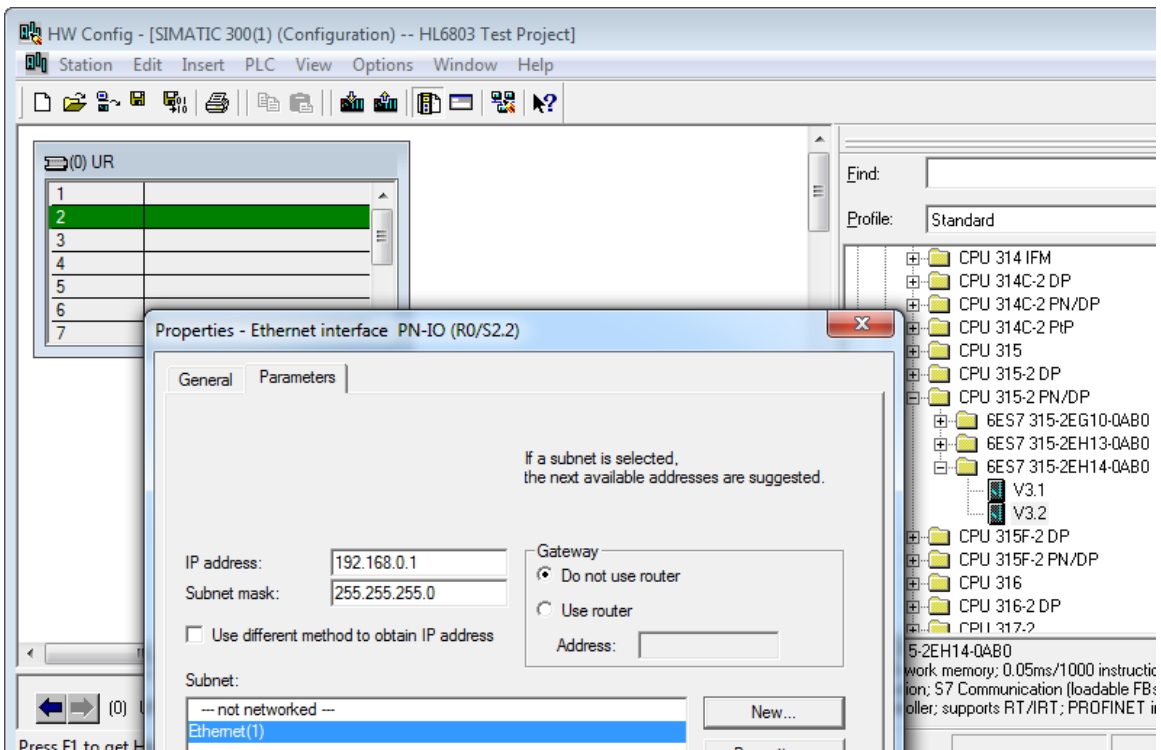 HW Config - [SIMATIC 300(1) (Configuration) -- HL6803 Test Project]
Station Edit Insert PLC View Options Window Help
(0) UR
1
2
3
4
5
6
7
Find:
Profile: Standard
CPU 314 IFM
CPU 314C-2 DP
CPU 314C-2 PN/DP
CPU 314C-2 PtP
CPU 315
CPU 315-2 DP
CPU 315-2 PN/DP
6ES7 315-2EG10-0AB0
6ES7 315-2EH13-0AB0
6ES7 315-2EH14-0AB0
V3.1
V3.2
CPU 315F-2 DP
CPU 315F-2 PN/DP
CPU 316
CPU 316-2 DP
CPU 317-2
Properties - Ethernet interface PN-IO (R0/S2.2)
General Parameters
If a subnet is selected,
the next available addresses are suggested.
IP address: 192.168.0.1
Subnet mask: 255.255.255.0
Use different method to obtain IP address
Gateway
Do not use router
Use router
Address:
Subnet:
--- not networked ---
Ethernet(1)
New...
5-2EH14-0AB0
work memory; 0.05ms/1000
S7 Communication (loadable FBs
supports RT/IRT; PROFINET
(0)
Press F1 to get